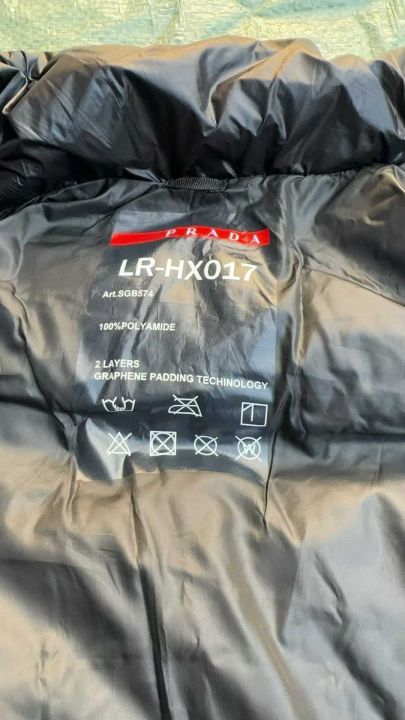 PRADA
LR-HX017
Art.SGB574
100%POLYAMIDE
2 LAYERS
GRAPHENE PADDING TECHNOLOGY